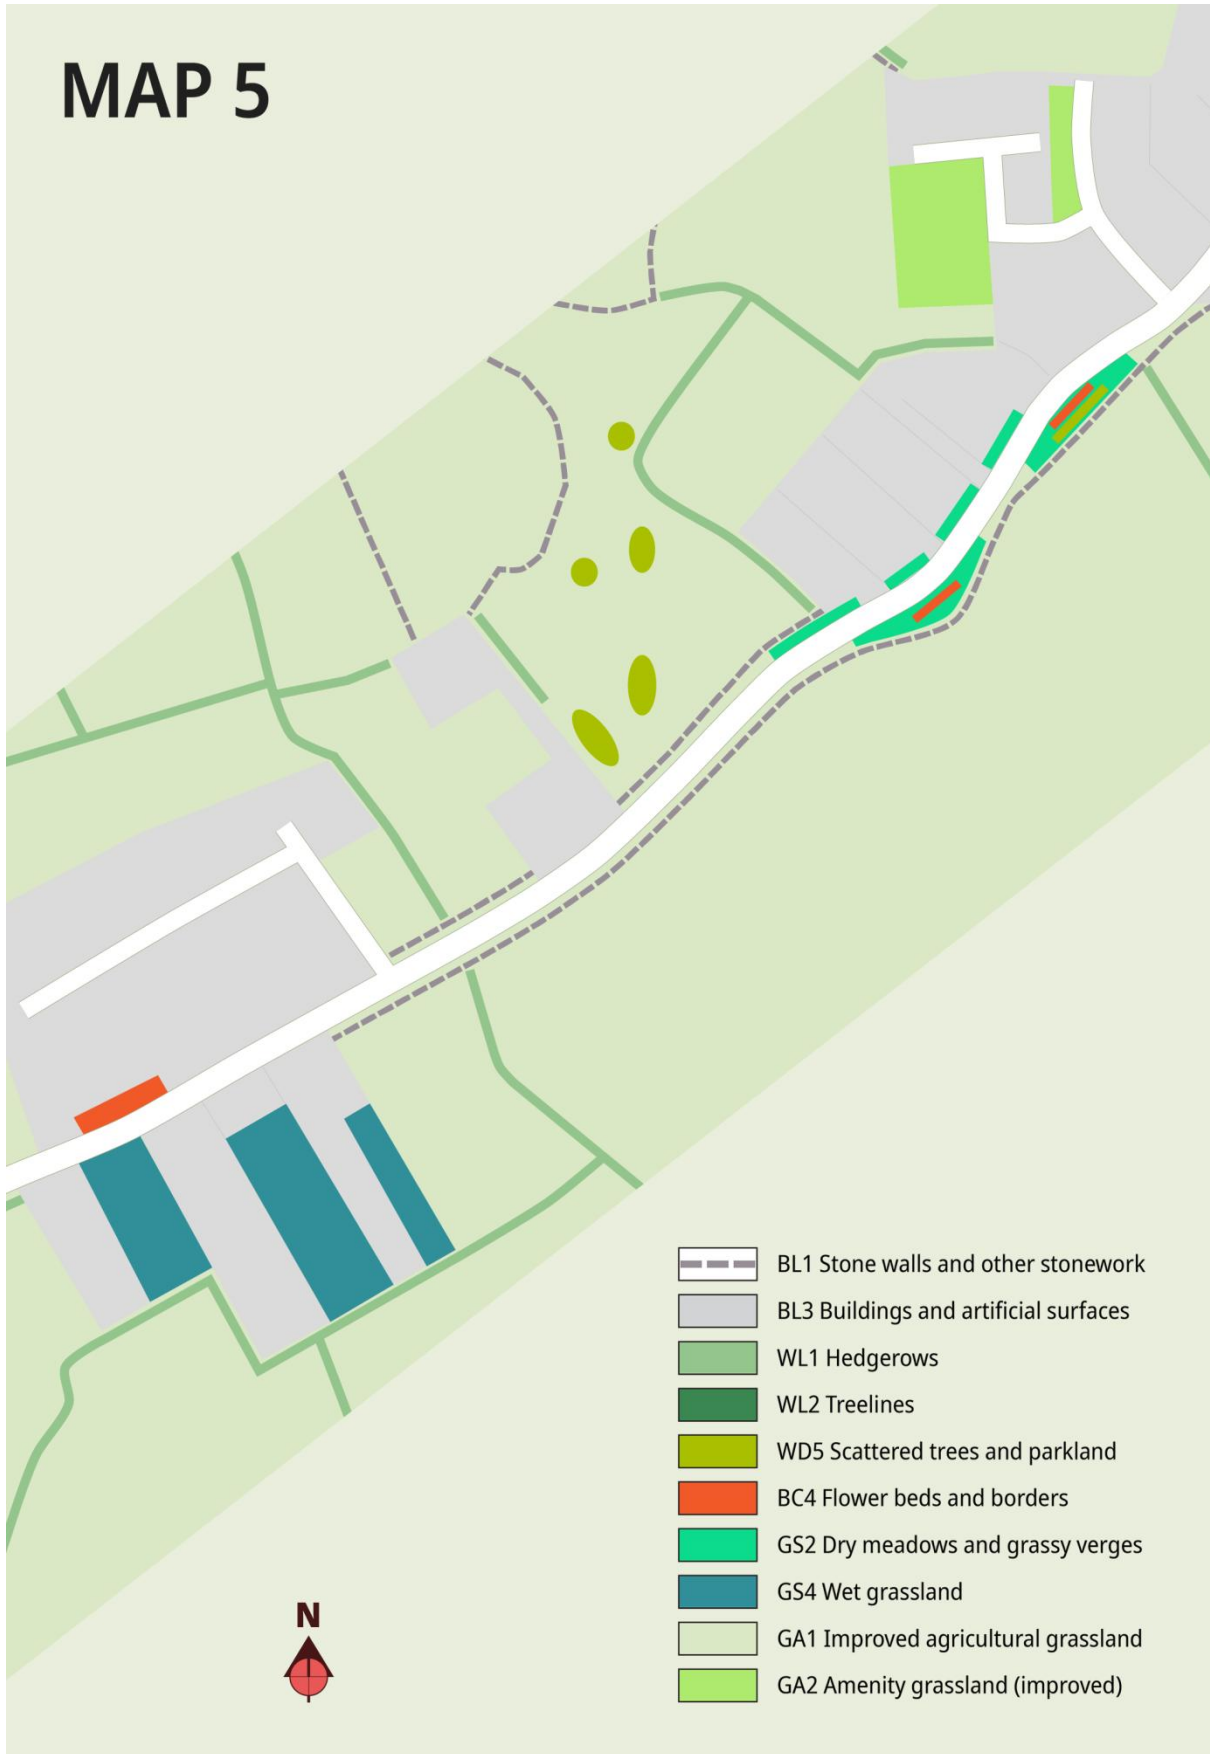 MAP 5
BL1 Stone walls and other stonework
BL3 Buildings and artificial surfaces
WL1 Hedgerows
WL2 Treelines
WD5 Scattered trees and parkland
BC4 Flower beds and borders
GS2 Dry meadows and grassy verges
GS4 Wet grassland
GA1 Improved agricultural grassland
GA2 Amenity grassland (improved)
N